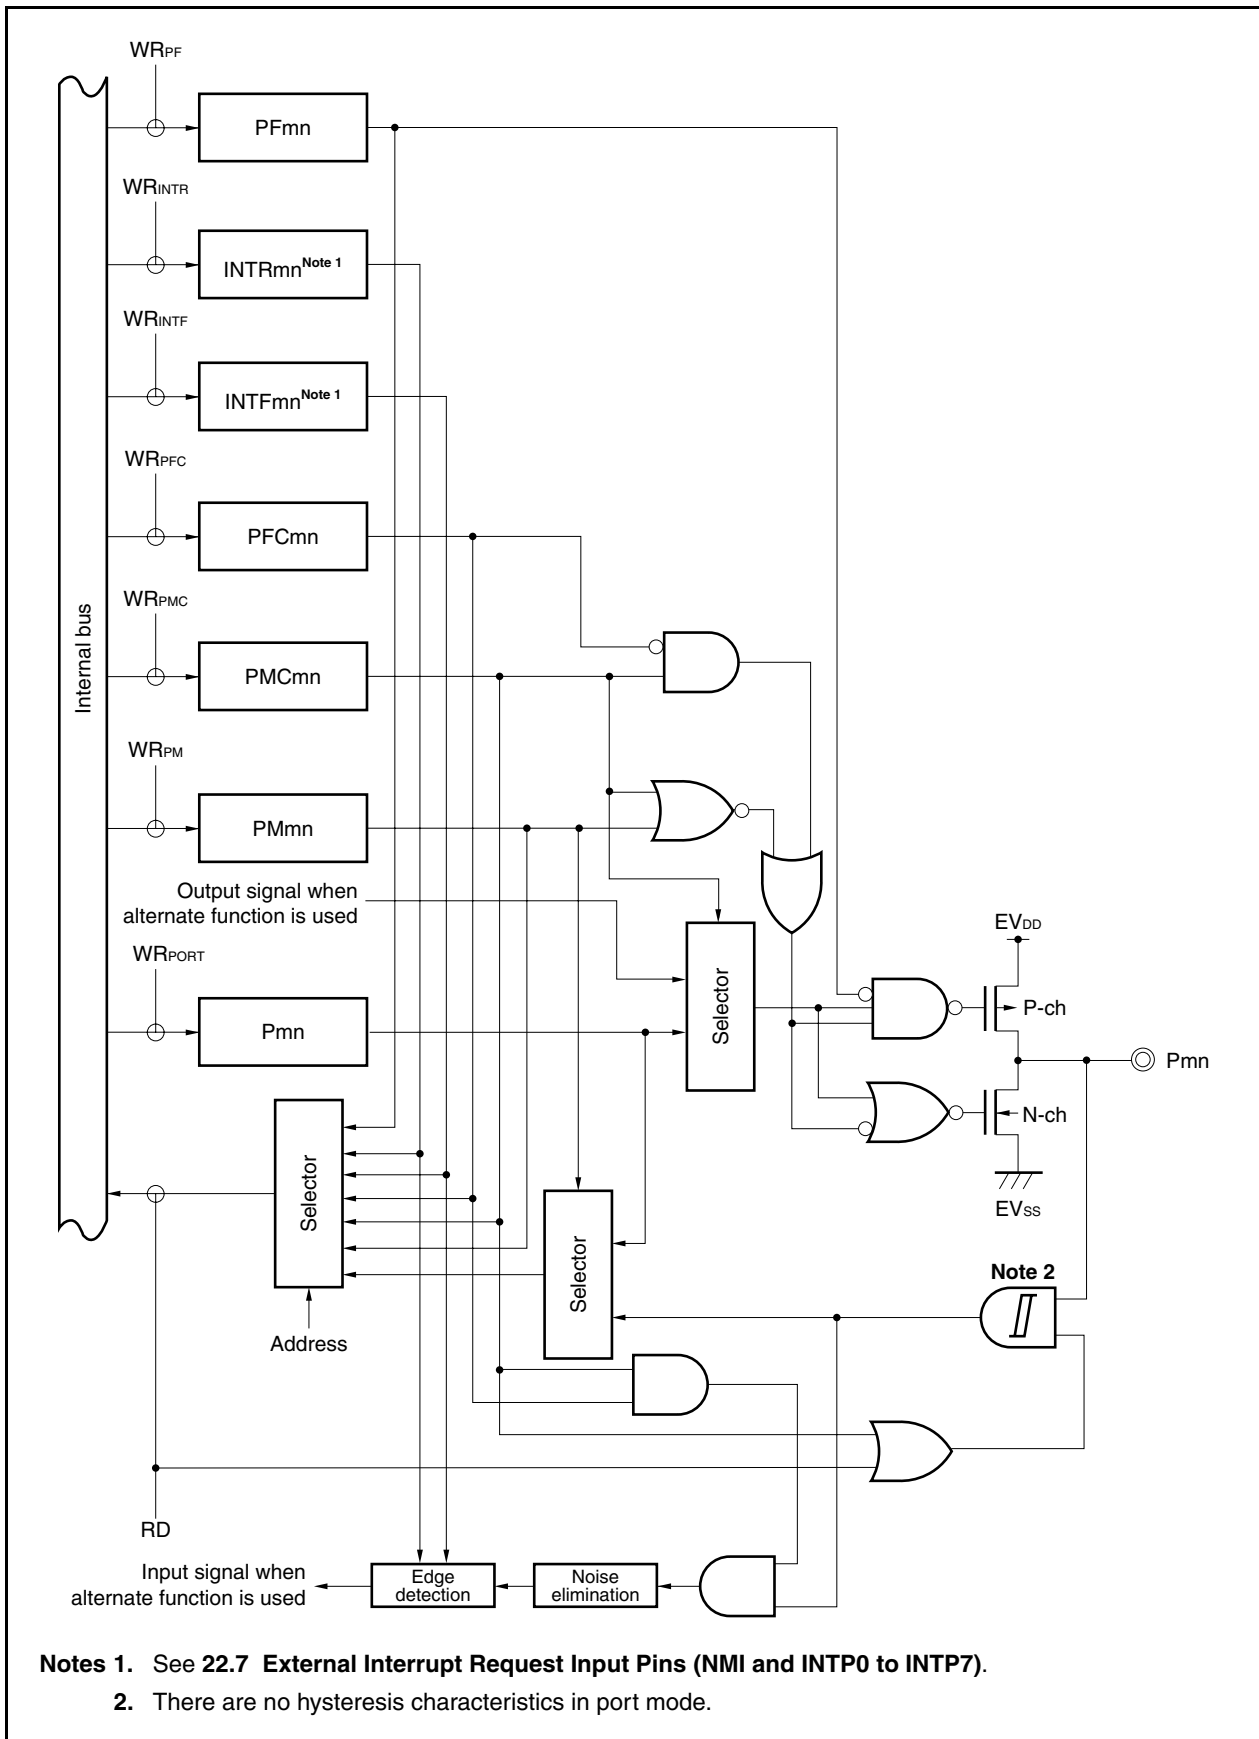 WRPF
PFmn
WRINTR
INTRmnNote 1
WRINTF
INTFmnNote 1
WRPFC
PFCmn
WRPMC
PMCmn
Internal bus
WRPM
PMmn
Output signal when
alternate function is used
WRPORT
Pmn
Selector
EVDD
P-ch
Pmn
N-ch
EVSS
Selector
Selector
Note 2
Address
RD
Input signal when
alternate function is used
Edge
detection
Noise
elimination
Notes 1. See 22.7 External Interrupt Request Input Pins (NMI and INTP0 to INTP7).
2. There are no hysteresis characteristics in port mode.